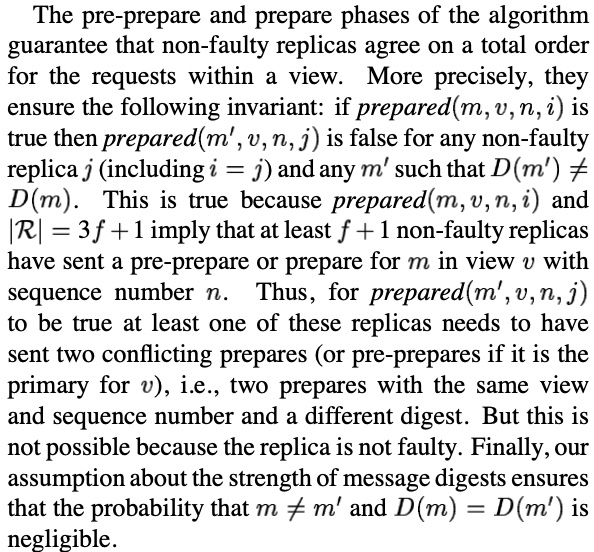 The pre-prepare and prepare phases of the algorithm
guarantee that non-faulty replicas agree on a total order
for the requests within a view. More precisely, they
ensure the following invariant: if prepared(m, v, n, i) is
true then prepared(m′, v, n, j) is false for any non-faulty
replica j (including i = j) and any m′ such that D(m′) ≠
D(m). This is true because prepared(m, v, n, i) and
|ℛ| = 3f + 1 imply that at least f + 1 non-faulty replicas
have sent a pre-prepare or prepare for m in view v with
sequence number n. Thus, for prepared(m′, v, n, j)
to be true at least one of these replicas needs to have
sent two conflicting prepares (or pre-prepares if it is the
primary for v), i.e., two prepares with the same view
and sequence number and a different digest. But this is
not possible because the replica is not faulty. Finally, our
assumption about the strength of message digests ensures
that the probability that m ≠ m′ and D(m) = D(m′) is
negligible.